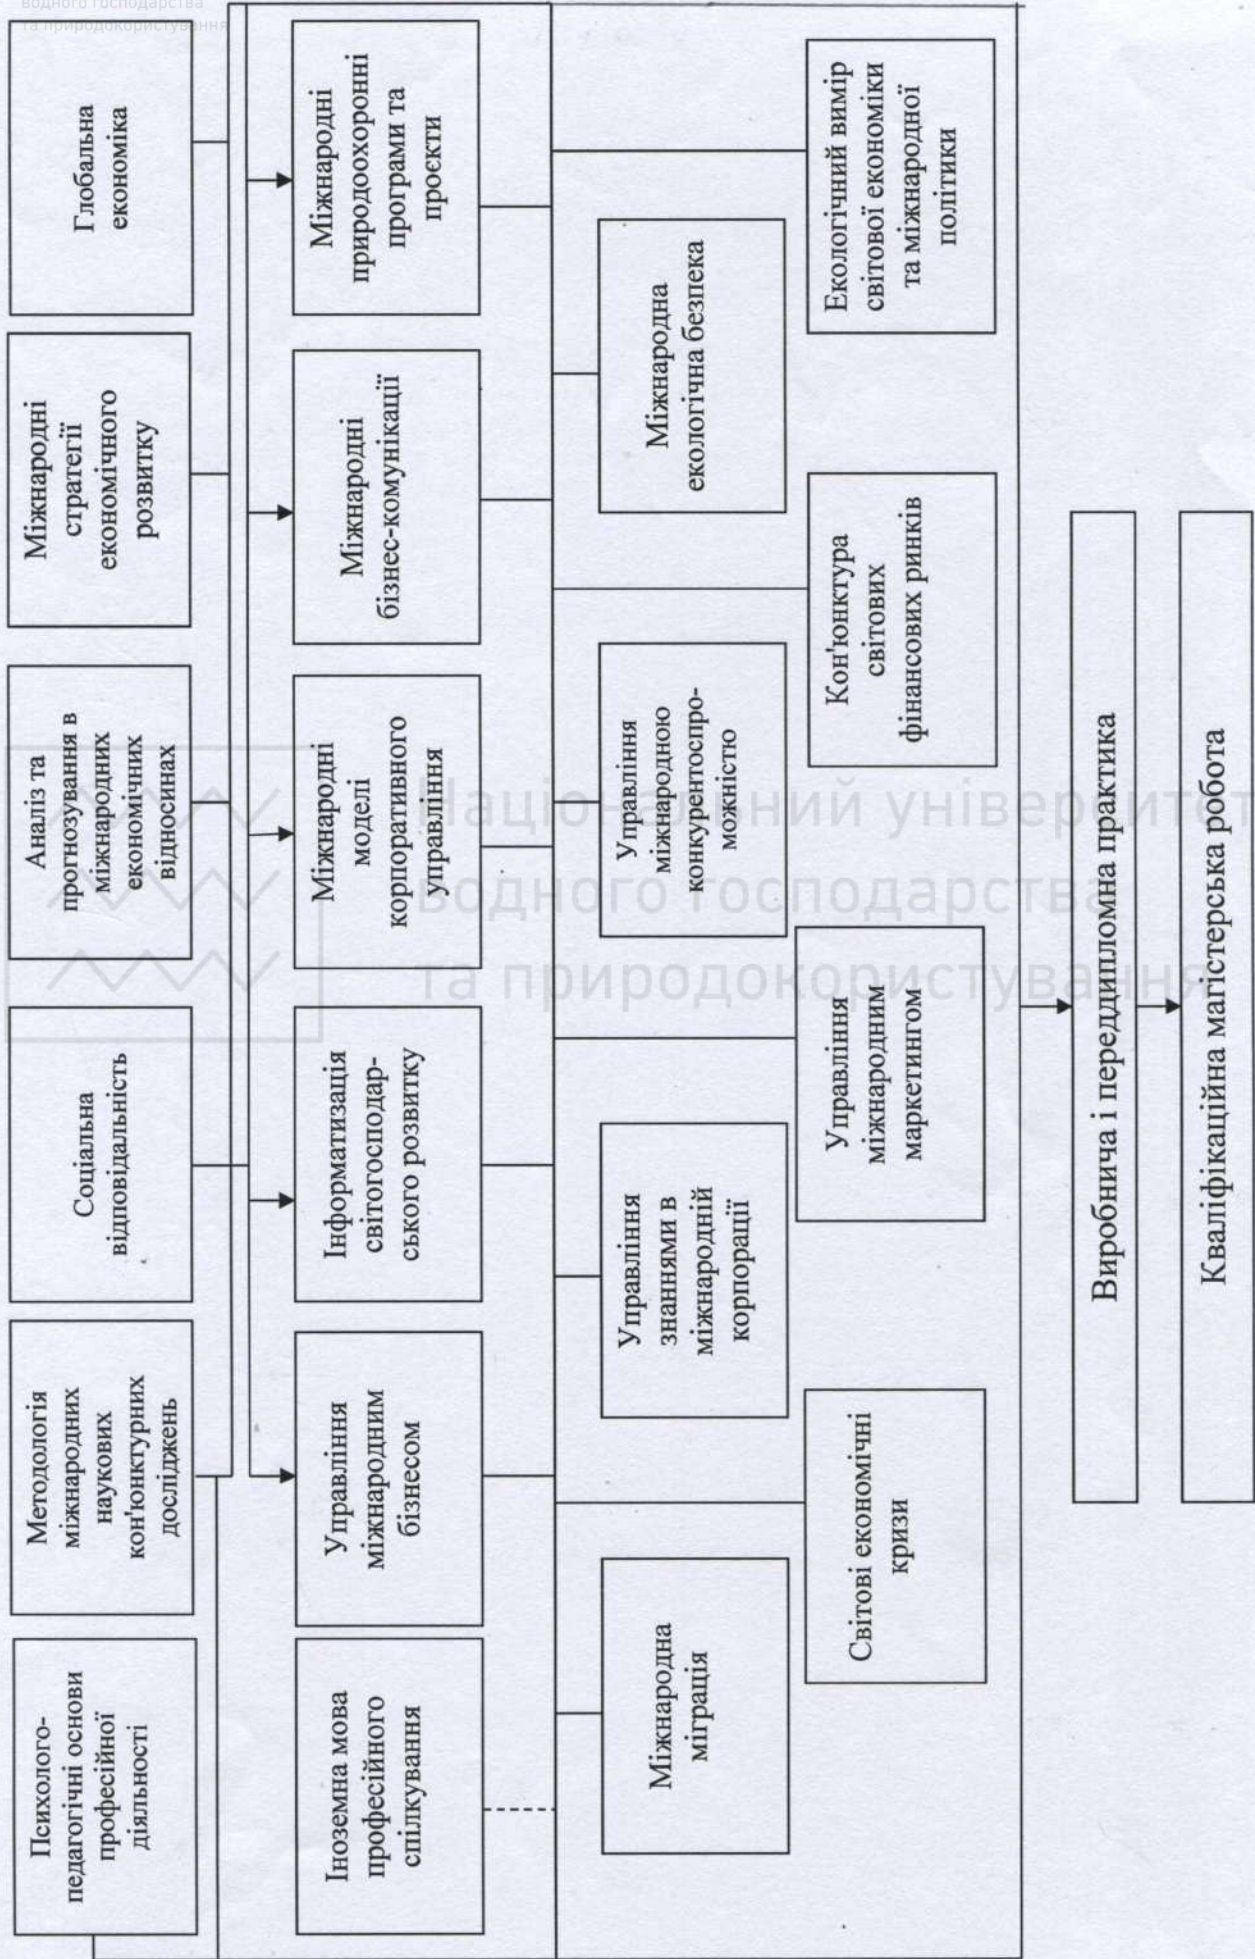 водного господарства
та природокористування
Психолого-
педагогічні основи
професійної
діяльності
Методологія
міжнародних
наукових
кон'юнктурних
досліджень
Соціальна
відповідальність
Аналіз та
прогнозування в
міжнародних
економічних
відносинах
Міжнародні
стратегії
економічного
розвитку
Глобальна
економіка
Іноземна мова
професійного
спілкування
Управління
міжнародним
бізнесом
Інформатизація
світогосподар-
ського розвитку
Міжнародні
моделі
корпоративного
управління
Міжнародні
бізнес-комунікації
Міжнародні
природоохоронні
програми та
проєкти
Міжнародна
міграція
Управління
знаннями в
міжнародній
корпорації
Управління
міжнародною
конкурентоспро-
можністю
Міжнародна
екологічна безпека
Світові економічні
кризи
Управління
міжнародним
маркетингом
Кон'юнктура
світових
фінансових ринків
Екологічний вимір
світової економіки
та міжнародної
політики
Виробнича і переддипломна практика
Кваліфікаційна магістерська робота
Національний університет
водного господарства
та природокористування